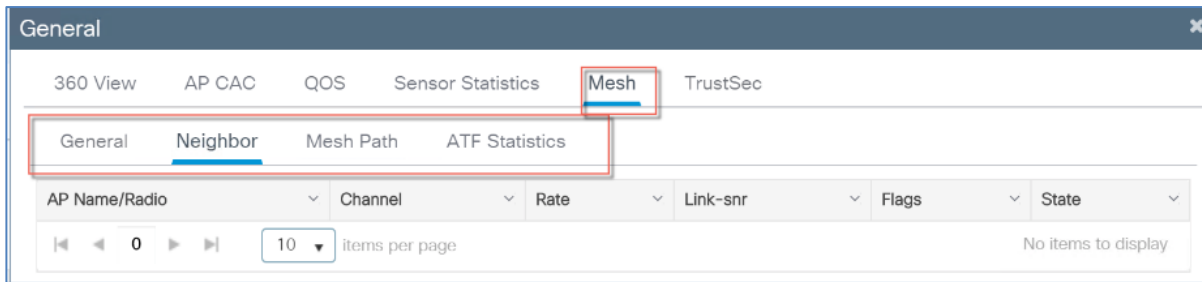 General
360 View AP CAC QOS Sensor Statistics Mesh TrustSec
General Neighbor Mesh Path ATF Statistics
AP Name/Radio Channel Rate Link-snr Flags State
0 10 items per page No items to display